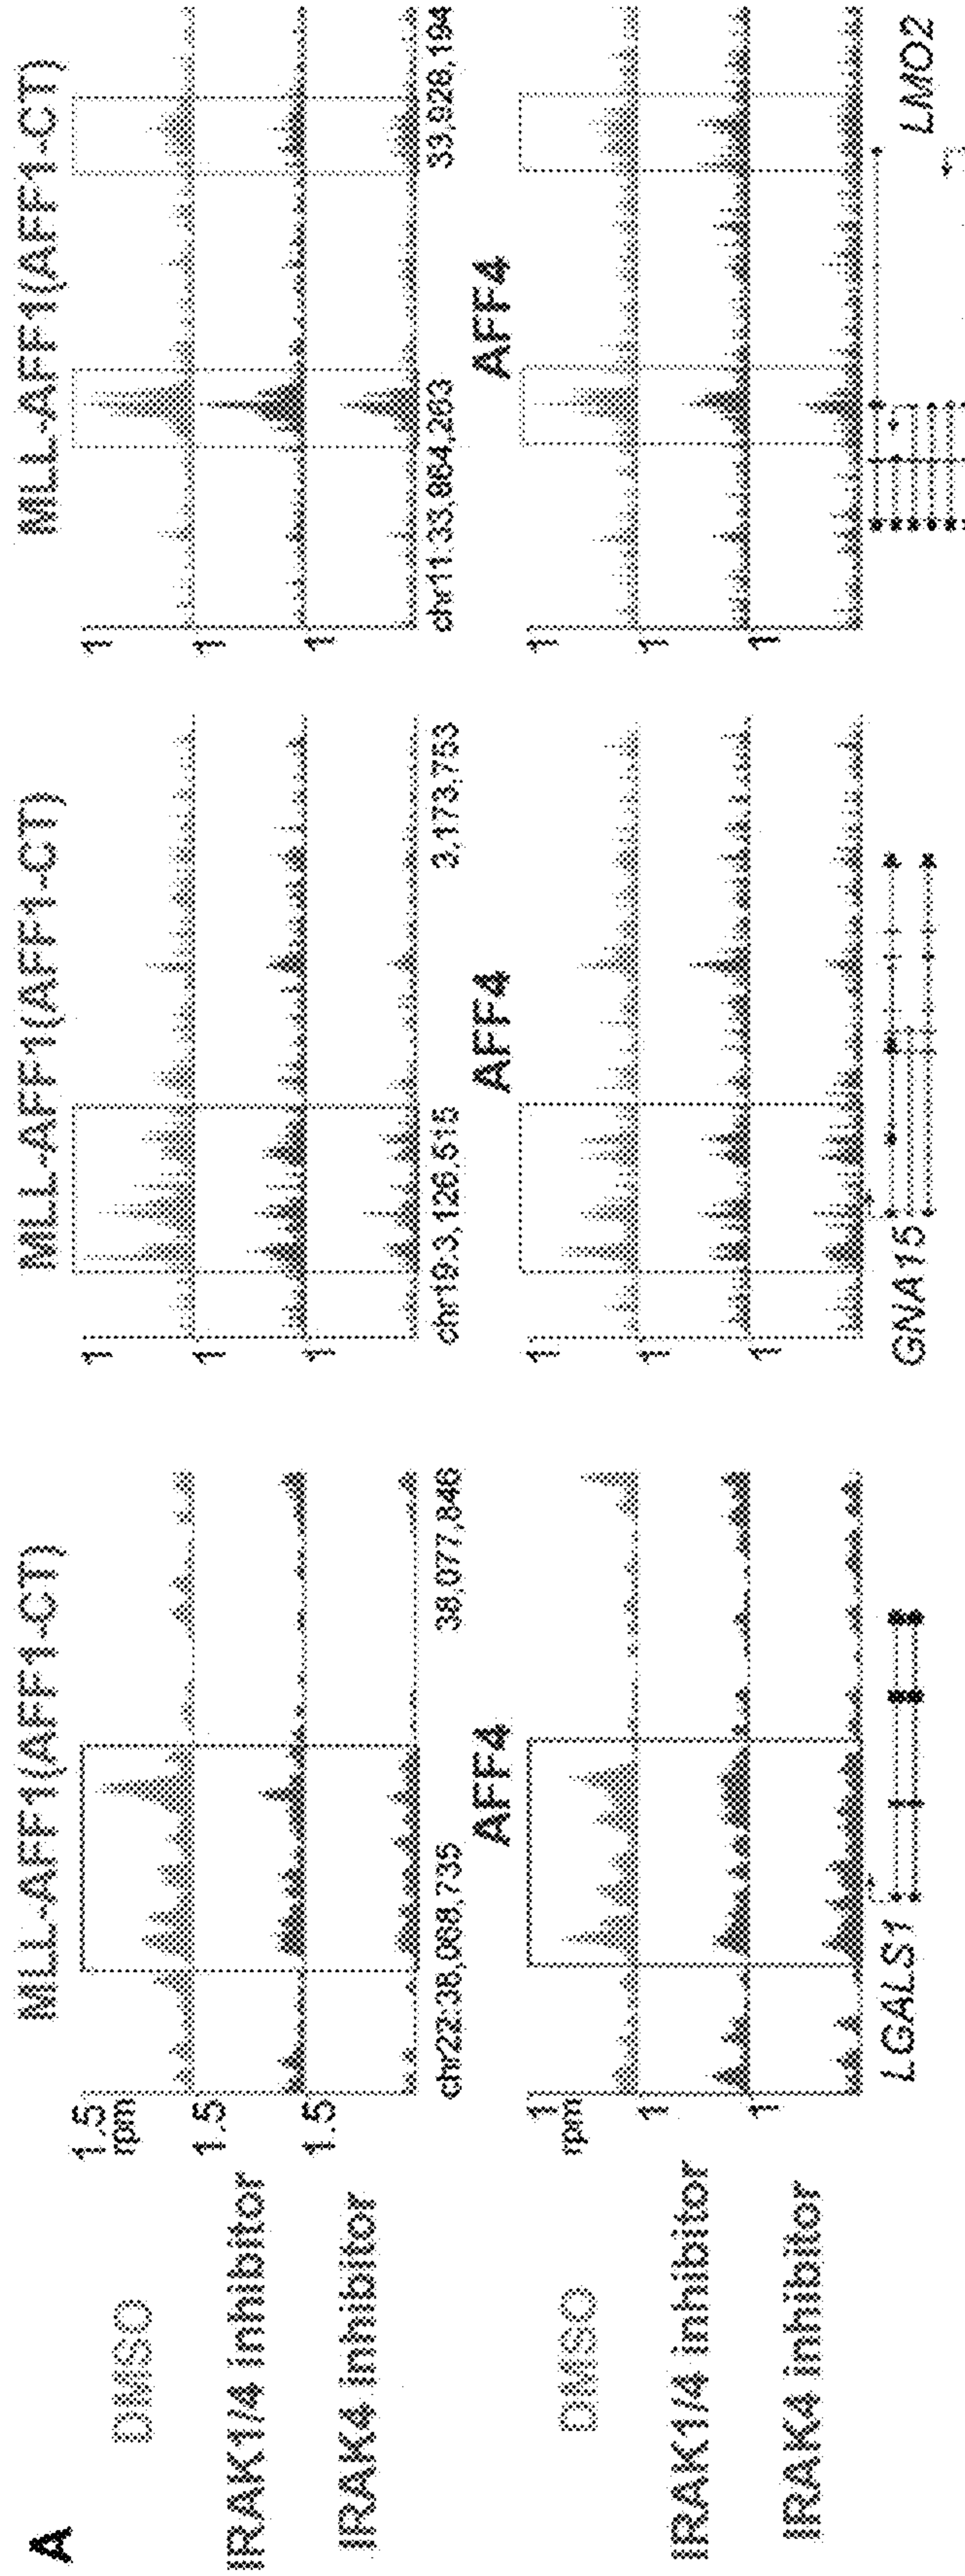 A
MLL-AFF1(AFF1-CT)
MLL-AFF1(AFF1-CT)
MLL-AFF1(AFF1-CT)
DMSO
1.5
rpm
1
1
IRAK1/4 inhibitor
1.5
1
1
IRAK4 inhibitor
1.5
1
1
chr22:38,068,735
38,077,846
chr19:3,126,515
3,173,753
chr11:33,864,263
33,928,194
AFF4
AFF4
AFF4
DMSO
1
rpm
1
1
IRAK1/4 inhibitor
1
1
1
IRAK4 inhibitor
1
1
1
LGALS1
GNA15
LMO2